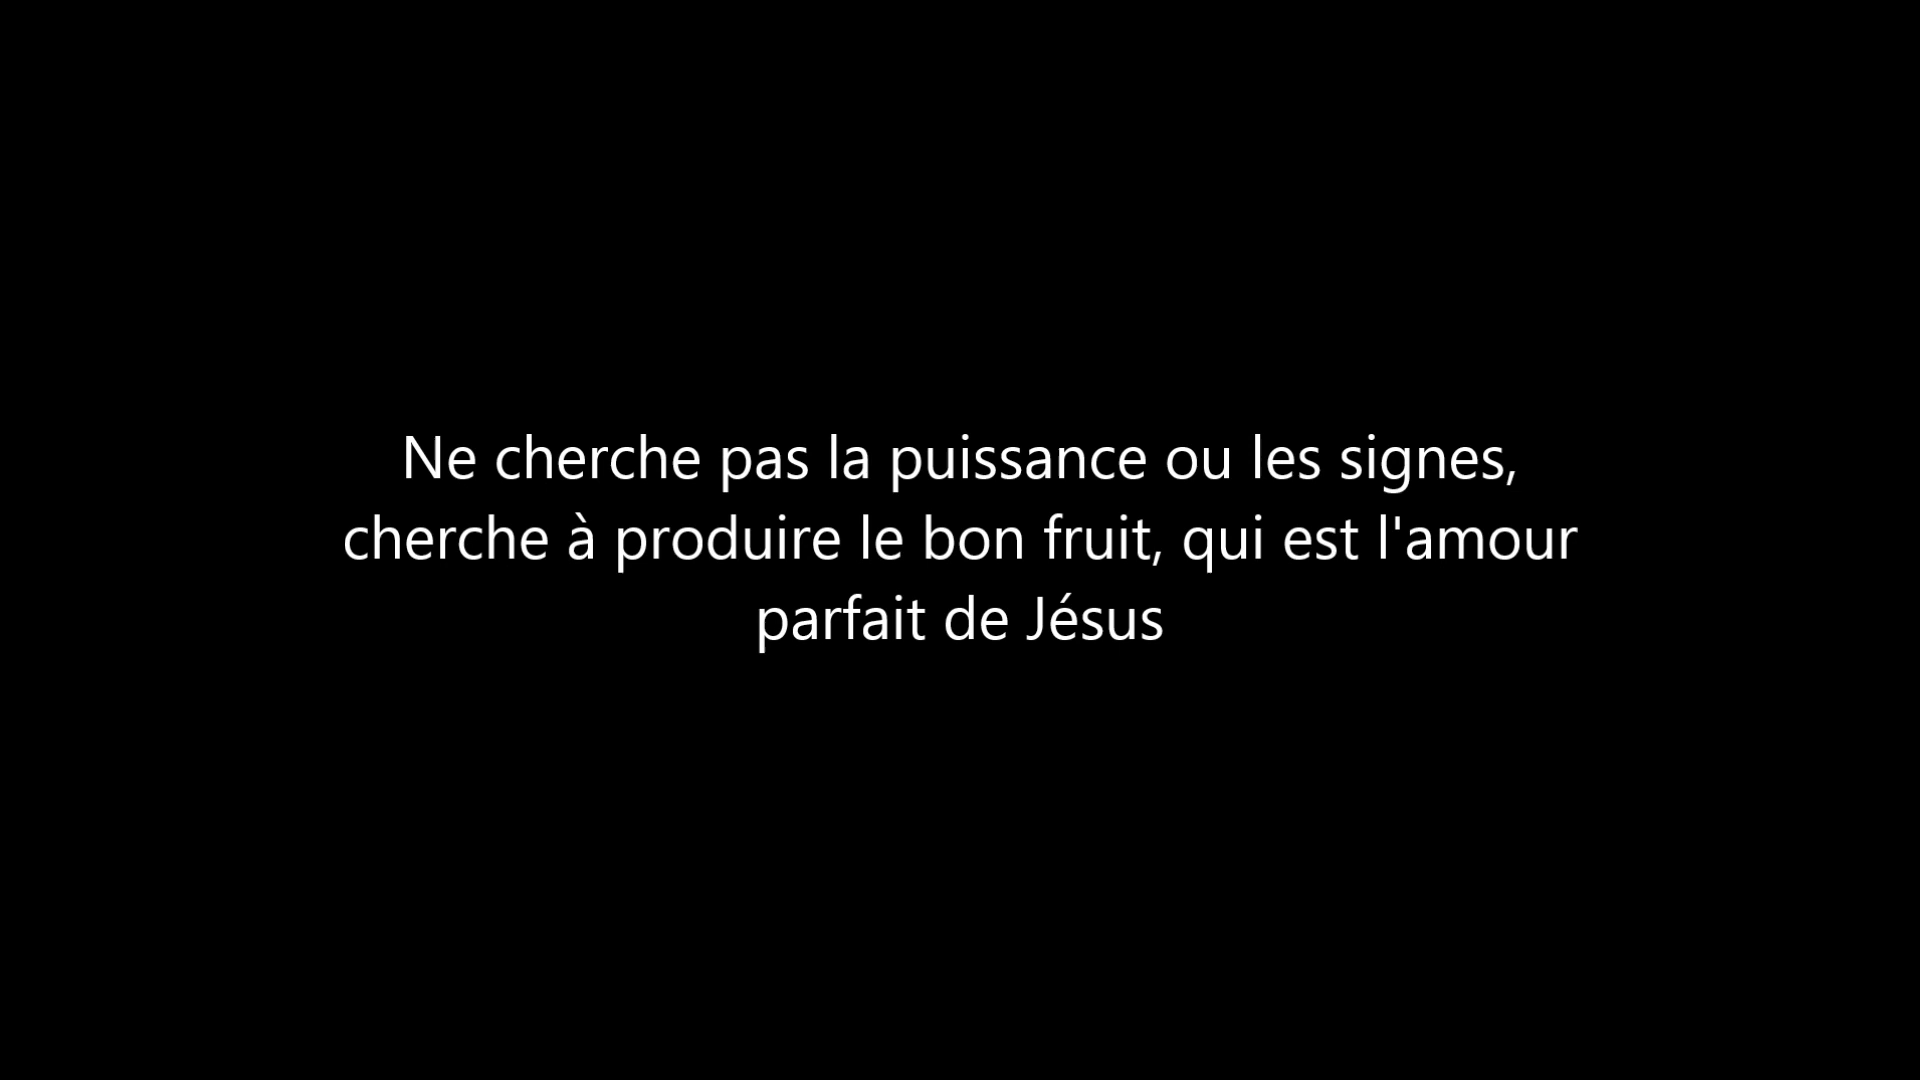 Ne cherche pas la puissance ou les signes,
cherche à produire le bon fruit, qui est l'amour
parfait de Jésus